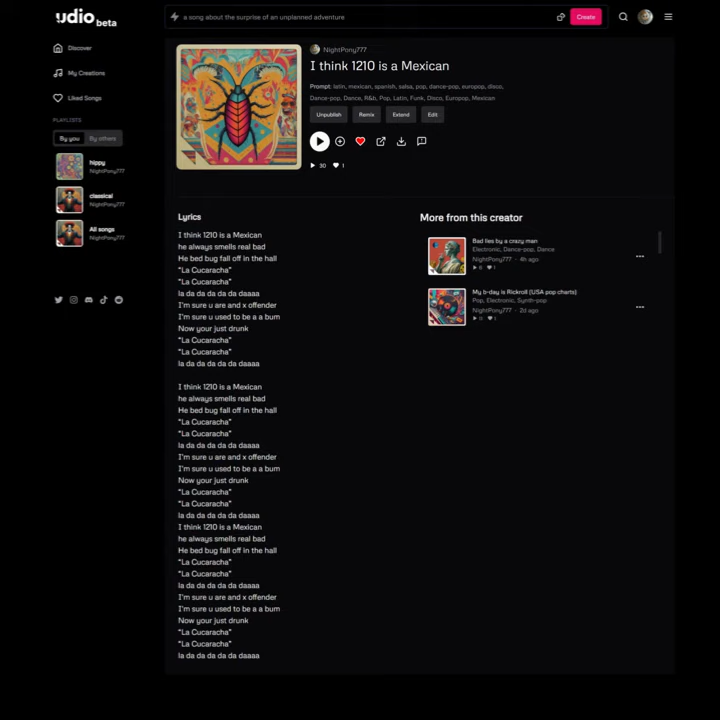 udio beta
a song about the surprise of an unplanned adventure
Create
Discover
My Creations
Liked Songs
PLAYLISTS
By you
By others
hippy
NightPony777
classical
NightPony777
All songs
NightPony777
NightPony777
I think 1210 is a Mexican
Prompt: latin, mexican, spanish, salsa, pop, dance-pop, europop, disco,
Dance-pop, Dance, R&b, Pop, Latin, Funk, Disco, Europop, Mexican
Unpublish
Remix
Extend
Edit
30
1
Lyrics
I think 1210 is a Mexican
he always smells real bad
He bed bug fall off in the hall
"La Cucaracha"
"La Cucaracha"
la da da da da da daaaa
I'm sure u are and x offender
I'm sure u used to be a a bum
Now your just drunk
"La Cucaracha"
"La Cucaracha"
la da da da da da daaaa
I think 1210 is a Mexican
he always smells real bad
He bed bug fall off in the hall
"La Cucaracha"
"La Cucaracha"
la da da da da da daaaa
I'm sure u are and x offender
I'm sure u used to be a a bum
Now your just drunk
"La Cucaracha"
"La Cucaracha"
la da da da da da daaaa
I think 1210 is a Mexican
he always smells real bad
He bed bug fall off in the hall
"La Cucaracha"
"La Cucaracha"
la da da da da da daaaa
I'm sure u are and x offender
I'm sure u used to be a a bum
Now your just drunk
"La Cucaracha"
"La Cucaracha"
la da da da da da daaaa
More from this creator
Bad lies by a crazy man
Electronic, Dance-pop, Dance
NightPony777 • 4h ago
6
1
My b-day is Rickroll (USA pop charts)
Pop, Electronic, Synth-pop
NightPony777 • 2d ago
11
1